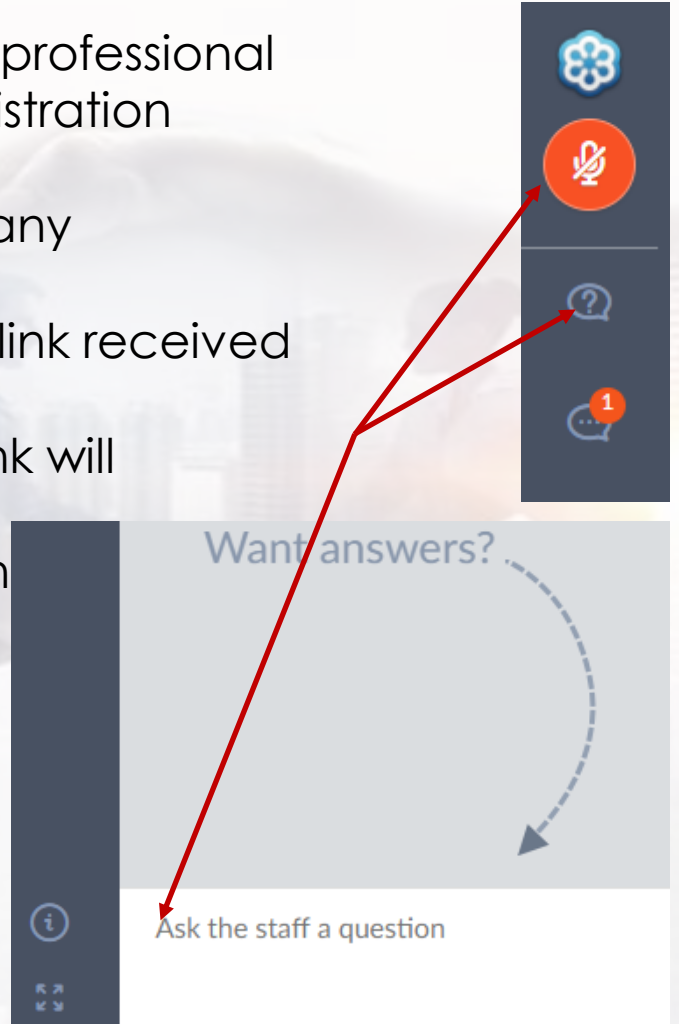 professional
istration
any
link received
nk will
n
1
Want answers?
Ask the staff a question